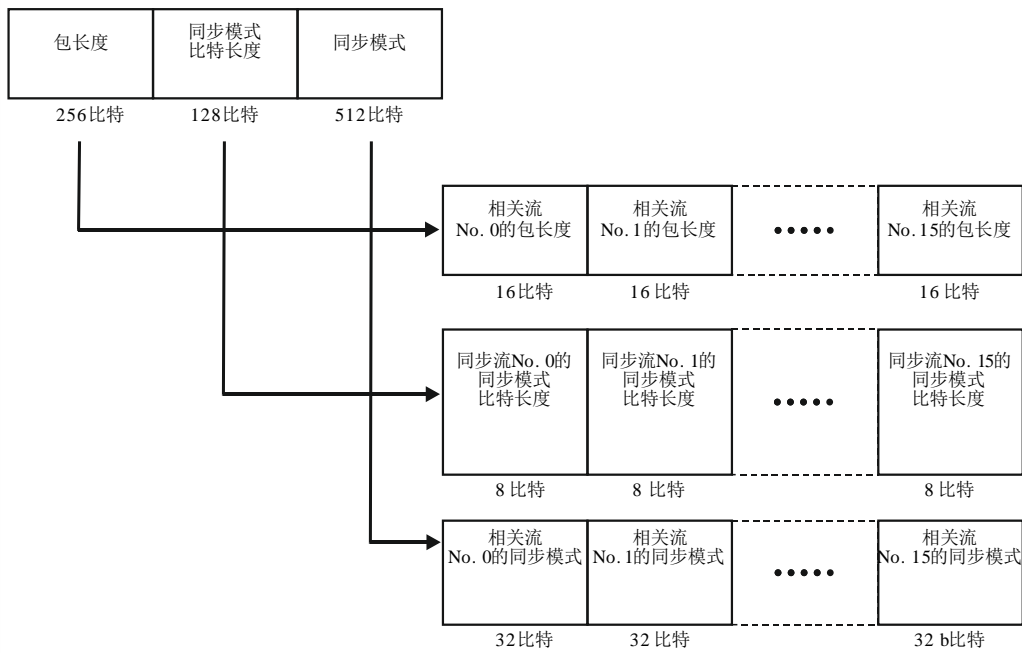 包长度
同步模式
比特长度
同步模式
256比特
128比特
512比特
相关流
No. 0的包长度
相关流
No. 1的包长度
相关流
No. 15的包长度
16比特
16 比特
16 比特
同步流No. 0的
同步模式
比特长度
同步流No. 1的
同步模式
比特长度
同步流No. 15的
同步模式
比特长度
8 比特
8 比特
8 比特
相关流
No. 0的同步模式
相关流
No. 1的同步模式
相关流
No. 15的同步模式
32比特
32 比特
32 b比特